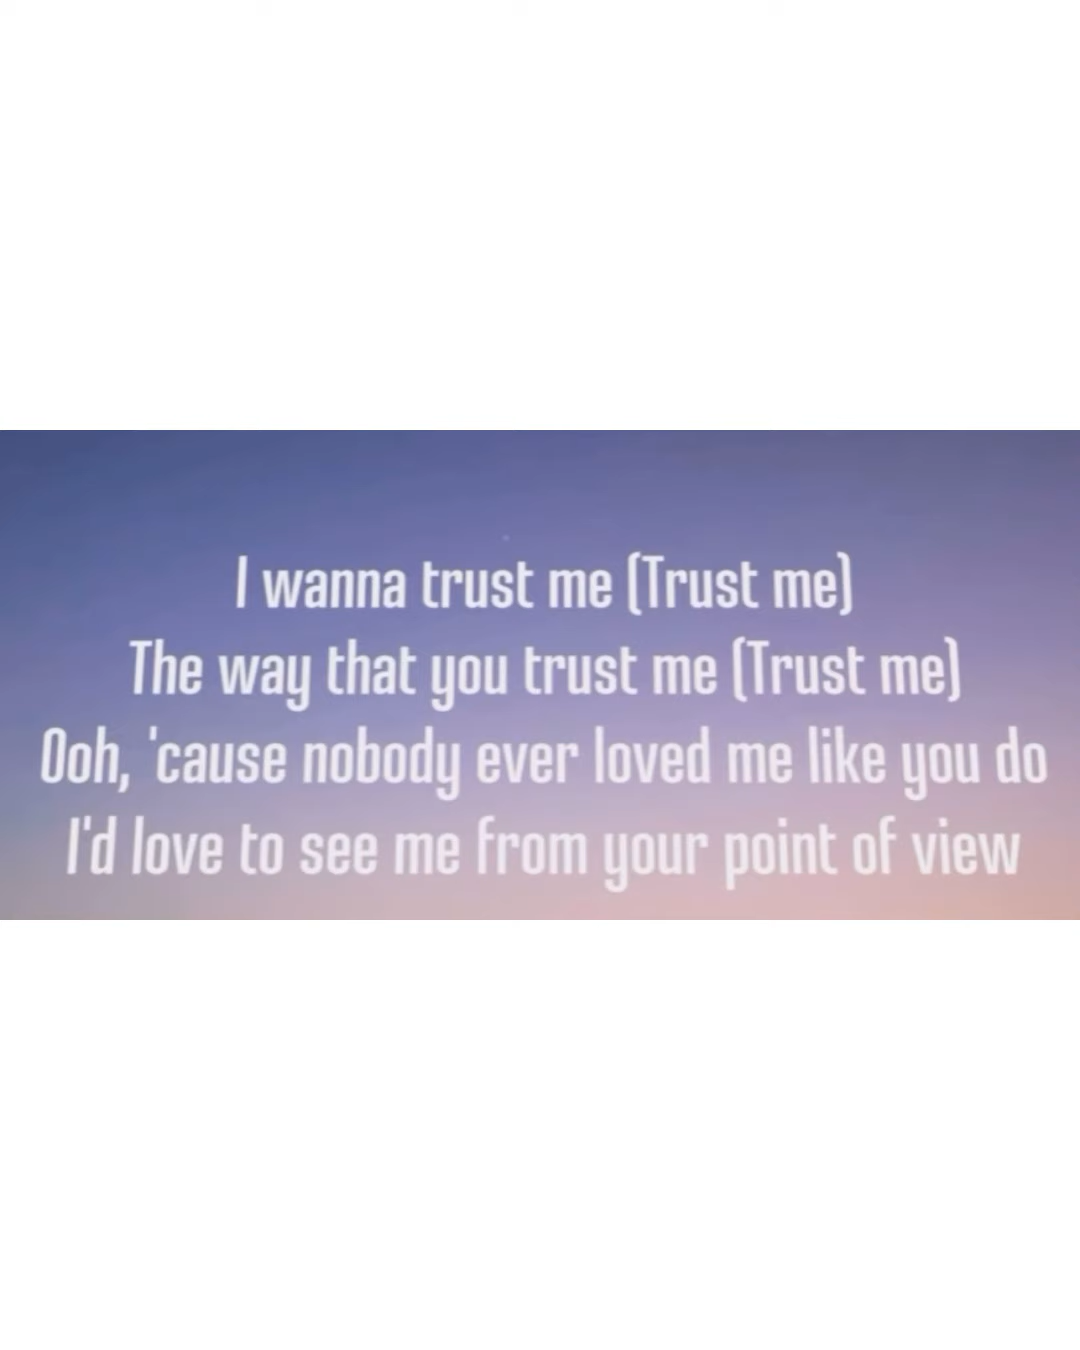 I wanna trust me (Trust me)
The way that you trust me (Trust me)
Ooh, 'cause nobody ever loved me like you do
I'd love to see me from your point of view